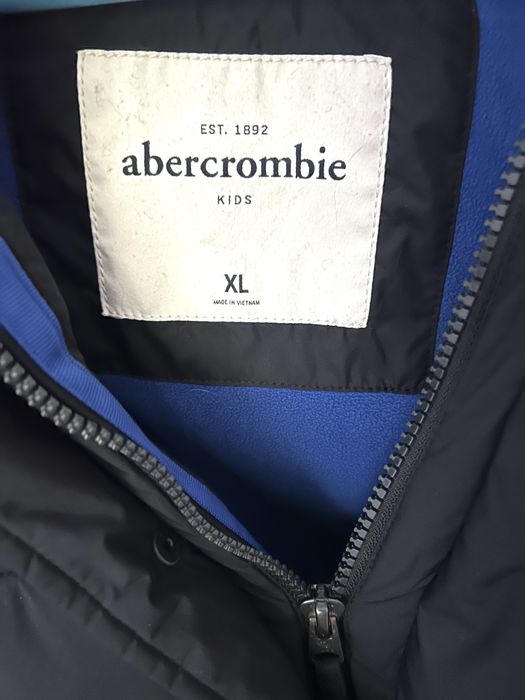 EST. 1892
abercrombie
KIDS
XL
MADE IN VIETNAM